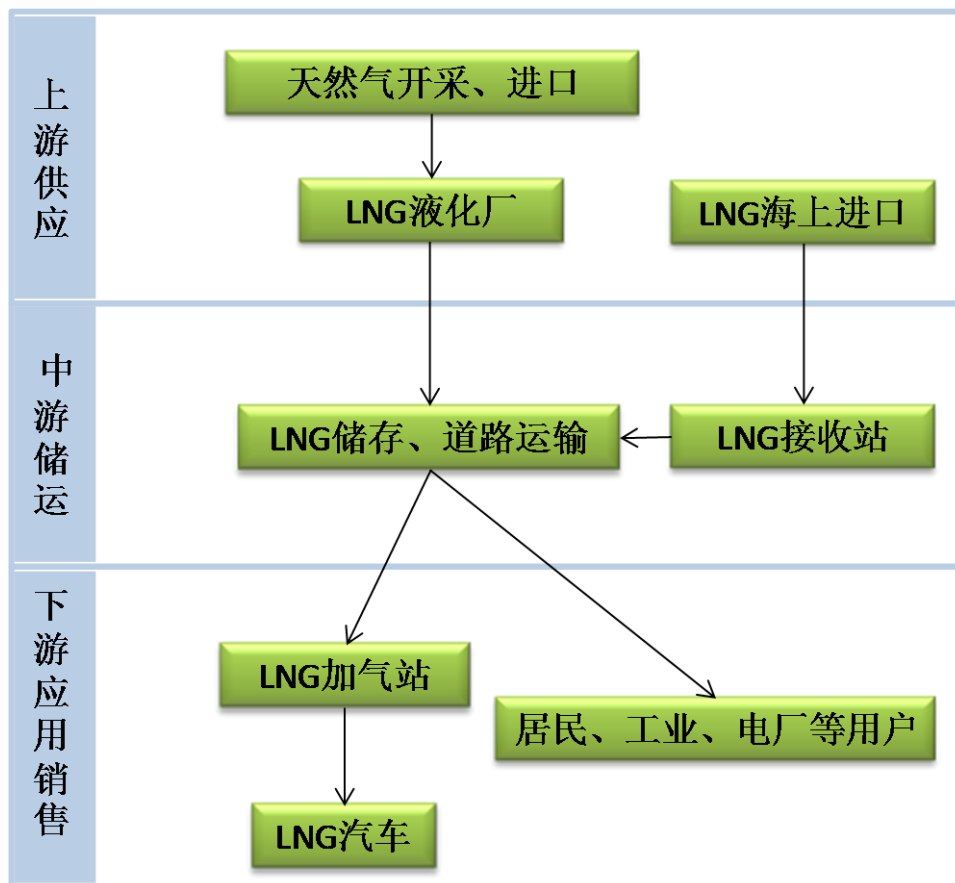 上游供应
天然气开采、进口
LNG液化厂
LNG海上进口
中游储运
LNG储存、道路运输
LNG接收站
下游应用销售
LNG加气站
居民、工业、电厂等用户
LNG汽车